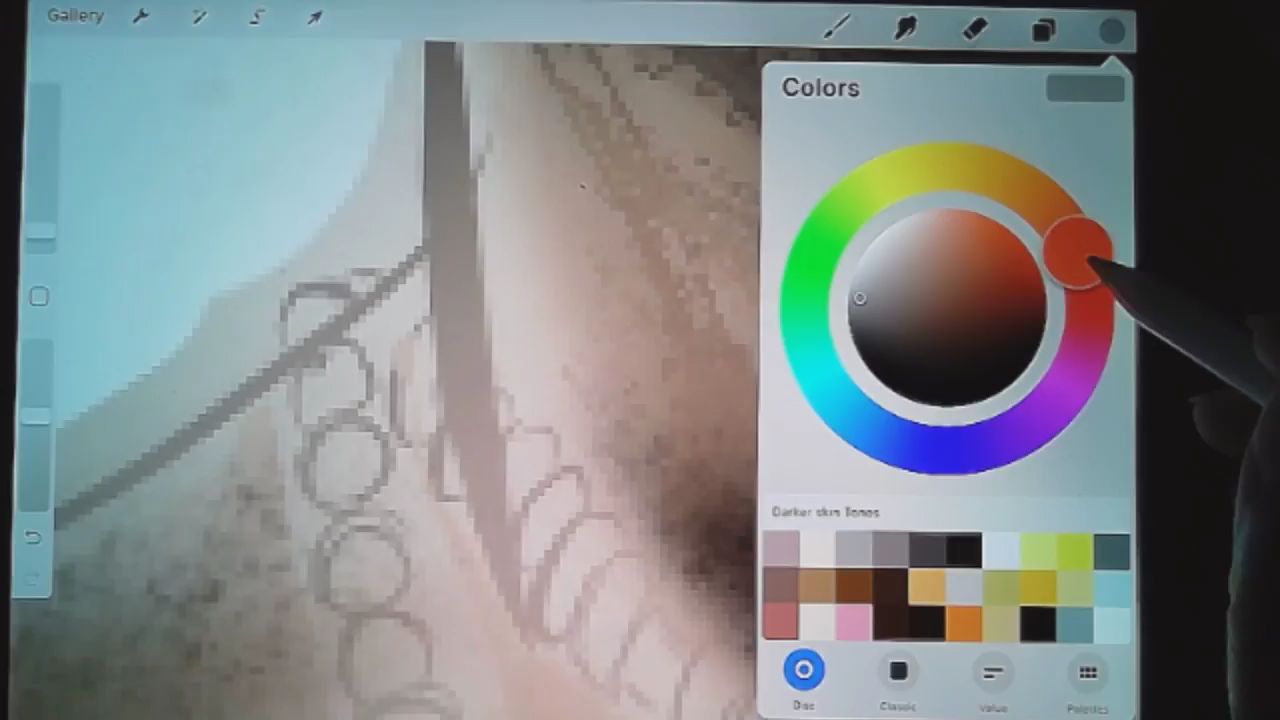 Gallery
Colors
Darker skin Tones
Disc
Classic
Value
Palettes